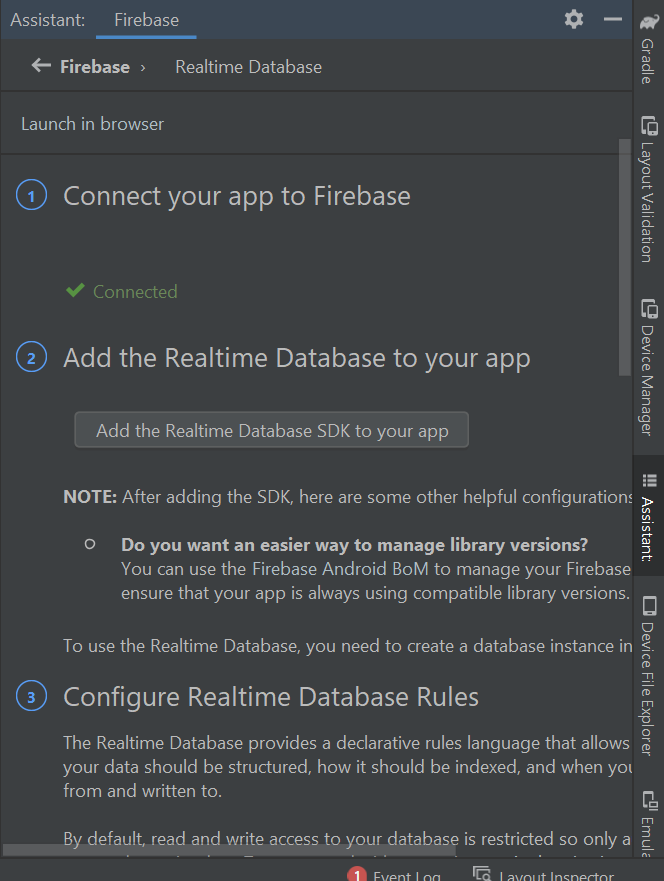 Assistant: Firebase
Firebase › Realtime Database
Launch in browser
1 Connect your app to Firebase
Connected
2 Add the Realtime Database to your app
Add the Realtime Database SDK to your app
NOTE: After adding the SDK, here are some other helpful configurations
Do you want an easier way to manage library versions?
You can use the Firebase Android BoM to manage your Firebase
ensure that your app is always using compatible library versions.
To use the Realtime Database, you need to create a database instance in
3 Configure Realtime Database Rules
The Realtime Database provides a declarative rules language that allows
your data should be structured, how it should be indexed, and when you
from and written to.
By default, read and write access to your database is restricted so only a
1 Event Log Layout Inspector
Gradle
Layout Validation
Device Manager
Assistant:
Device File Explorer
Emula